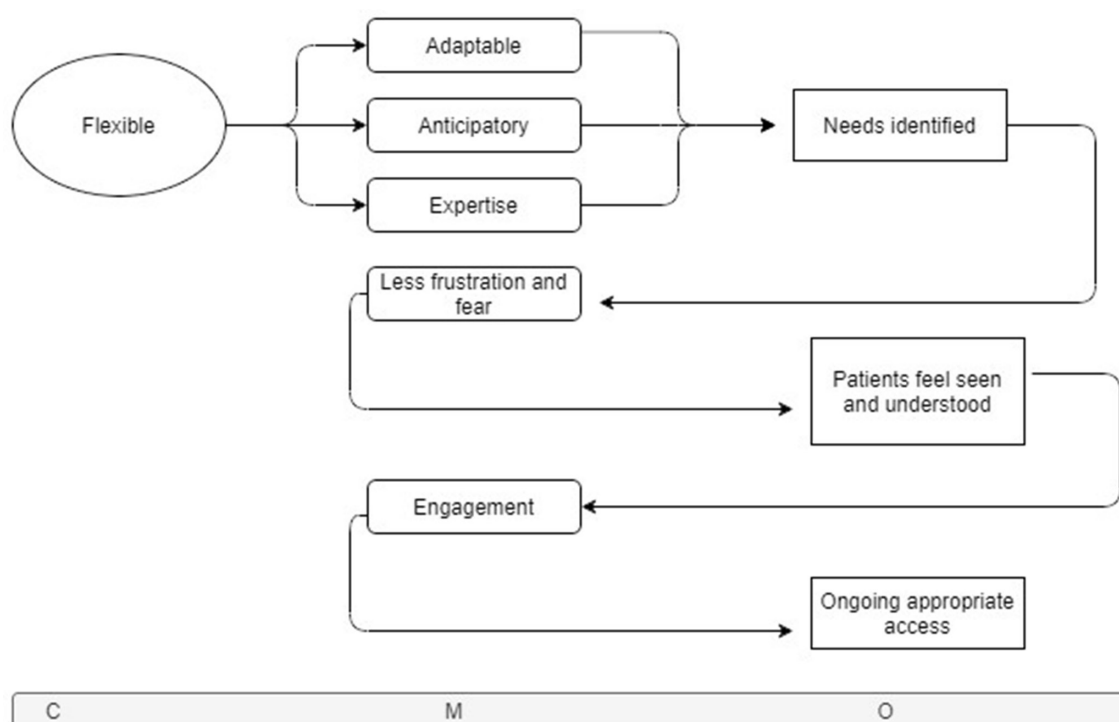 Adaptable
Flexible
Anticipatory
Needs identified
Expertise
Less frustration and
fear
Patients feel seen
and understood
Engagement
Ongoing appropriate
access
C
M
O